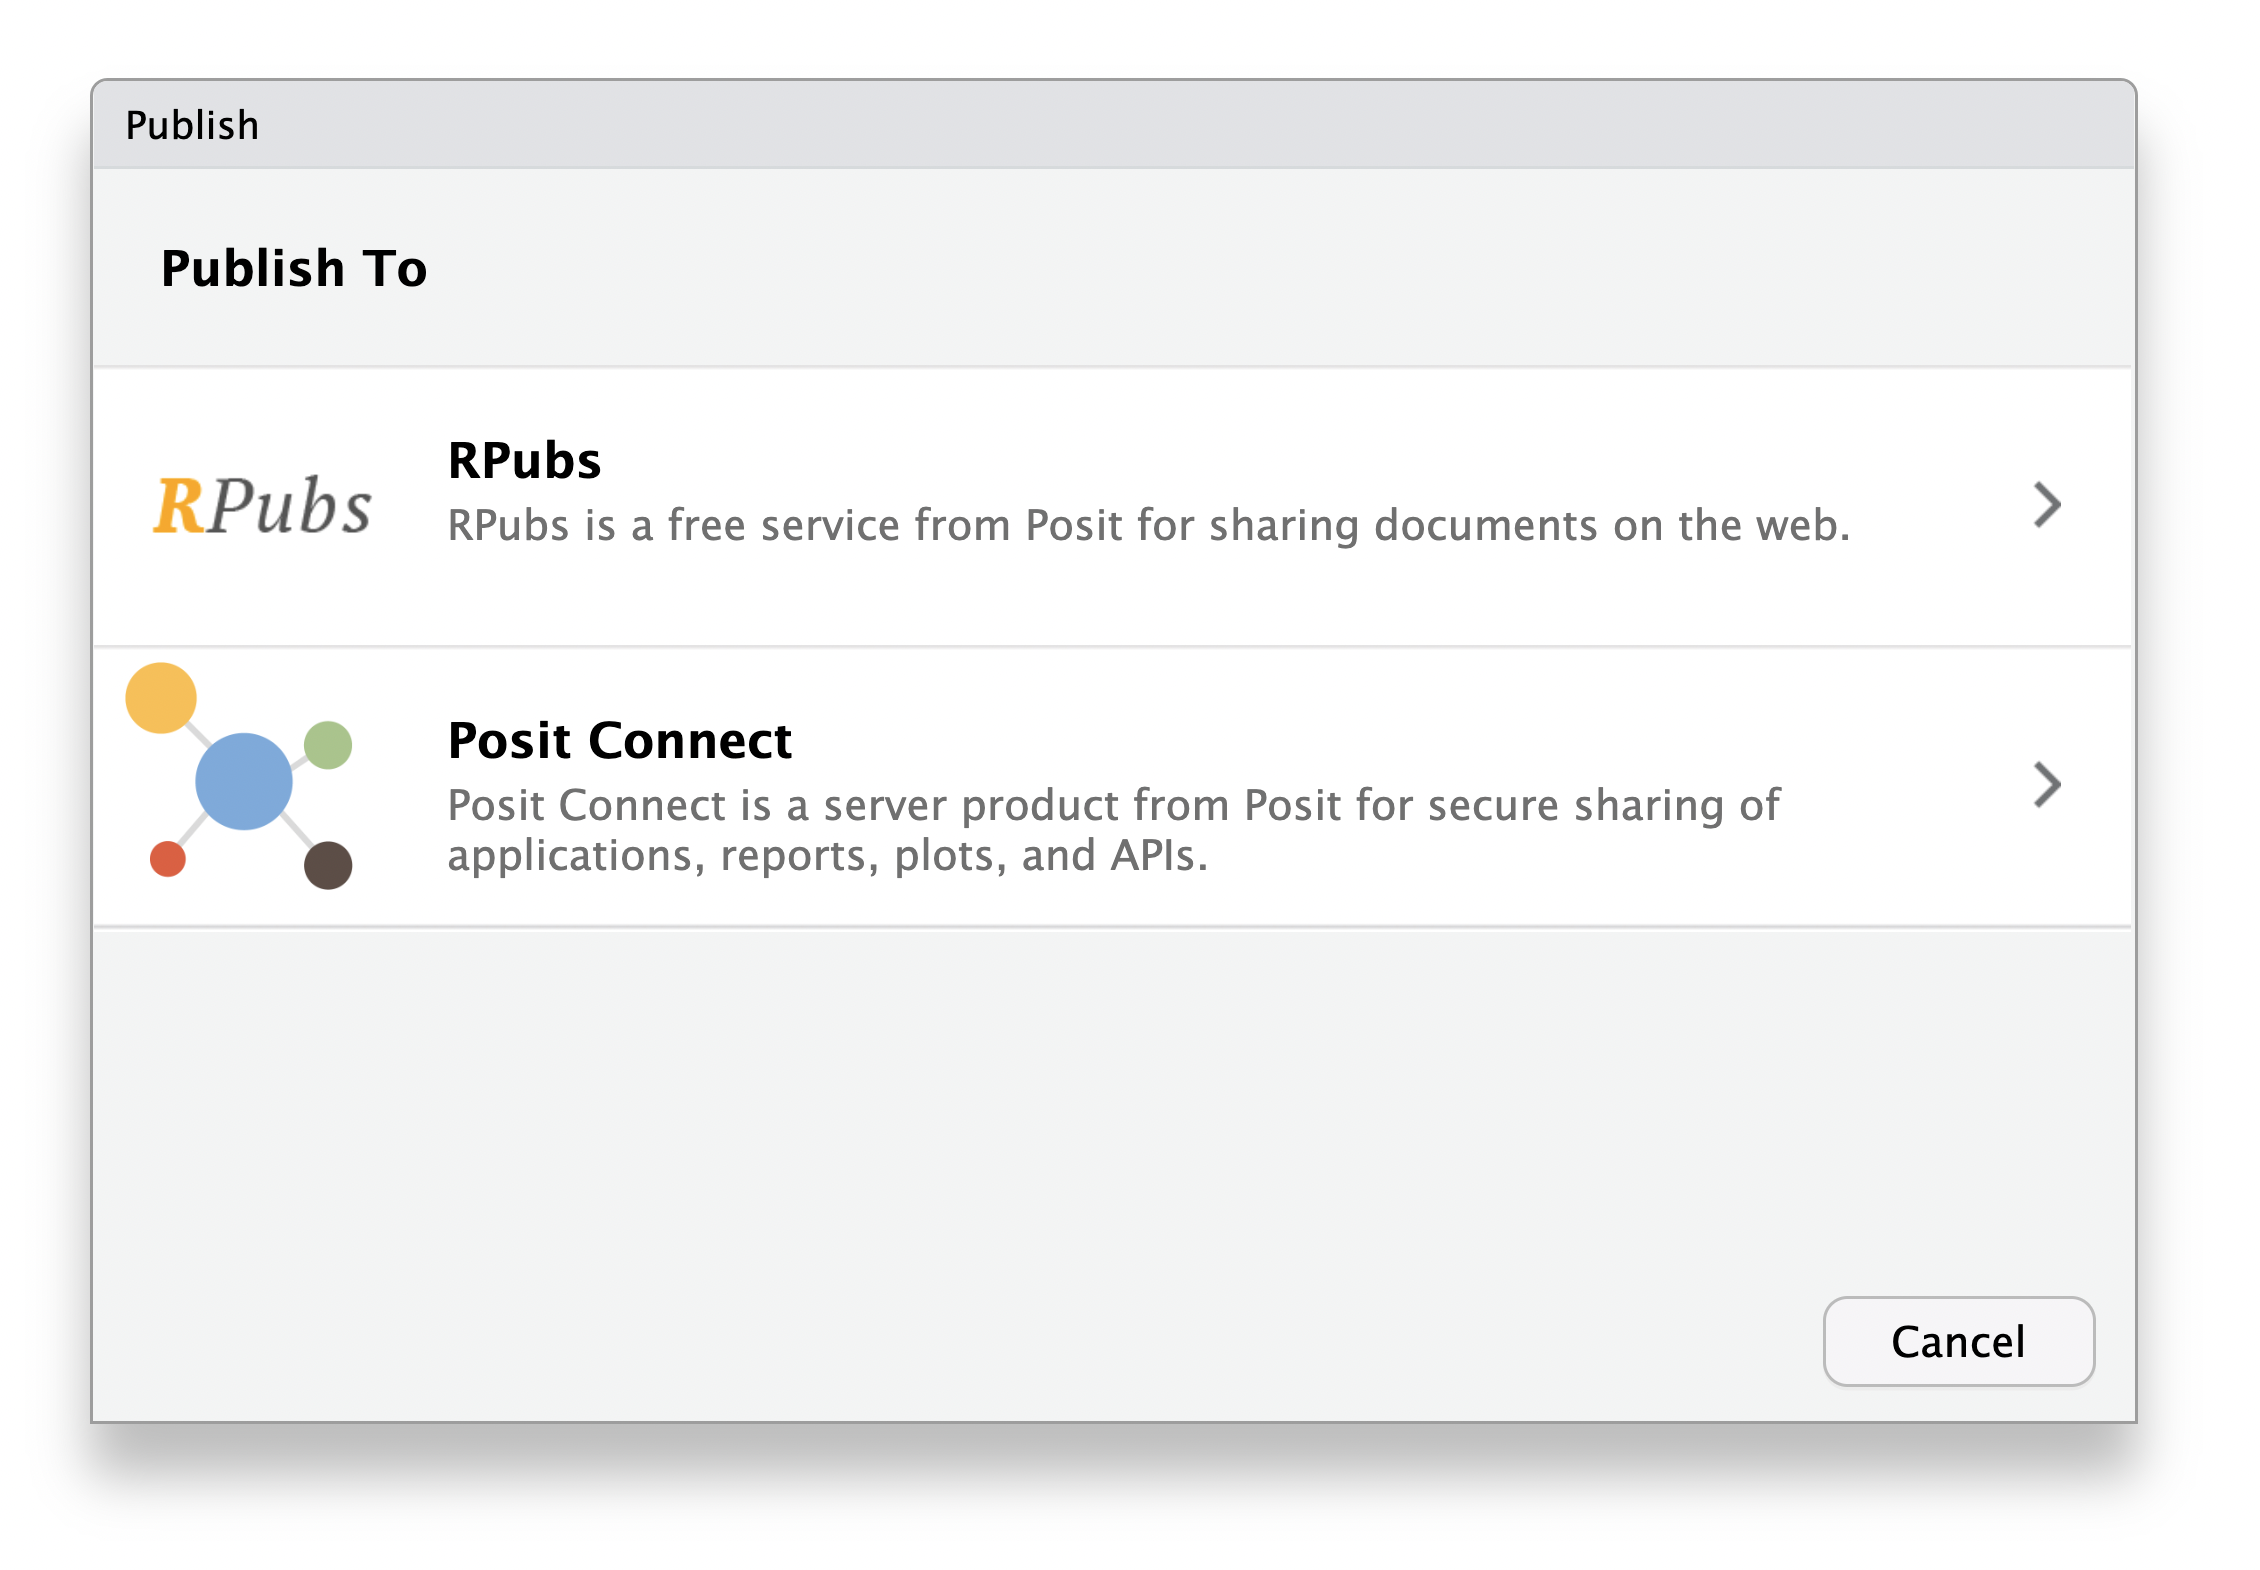 Publish
Publish To
RPubs
RPubs
RPubs is a free service from Posit for sharing documents on the web.
Posit Connect
Posit Connect is a server product from Posit for secure sharing of
applications, reports, plots, and APIs.
Cancel